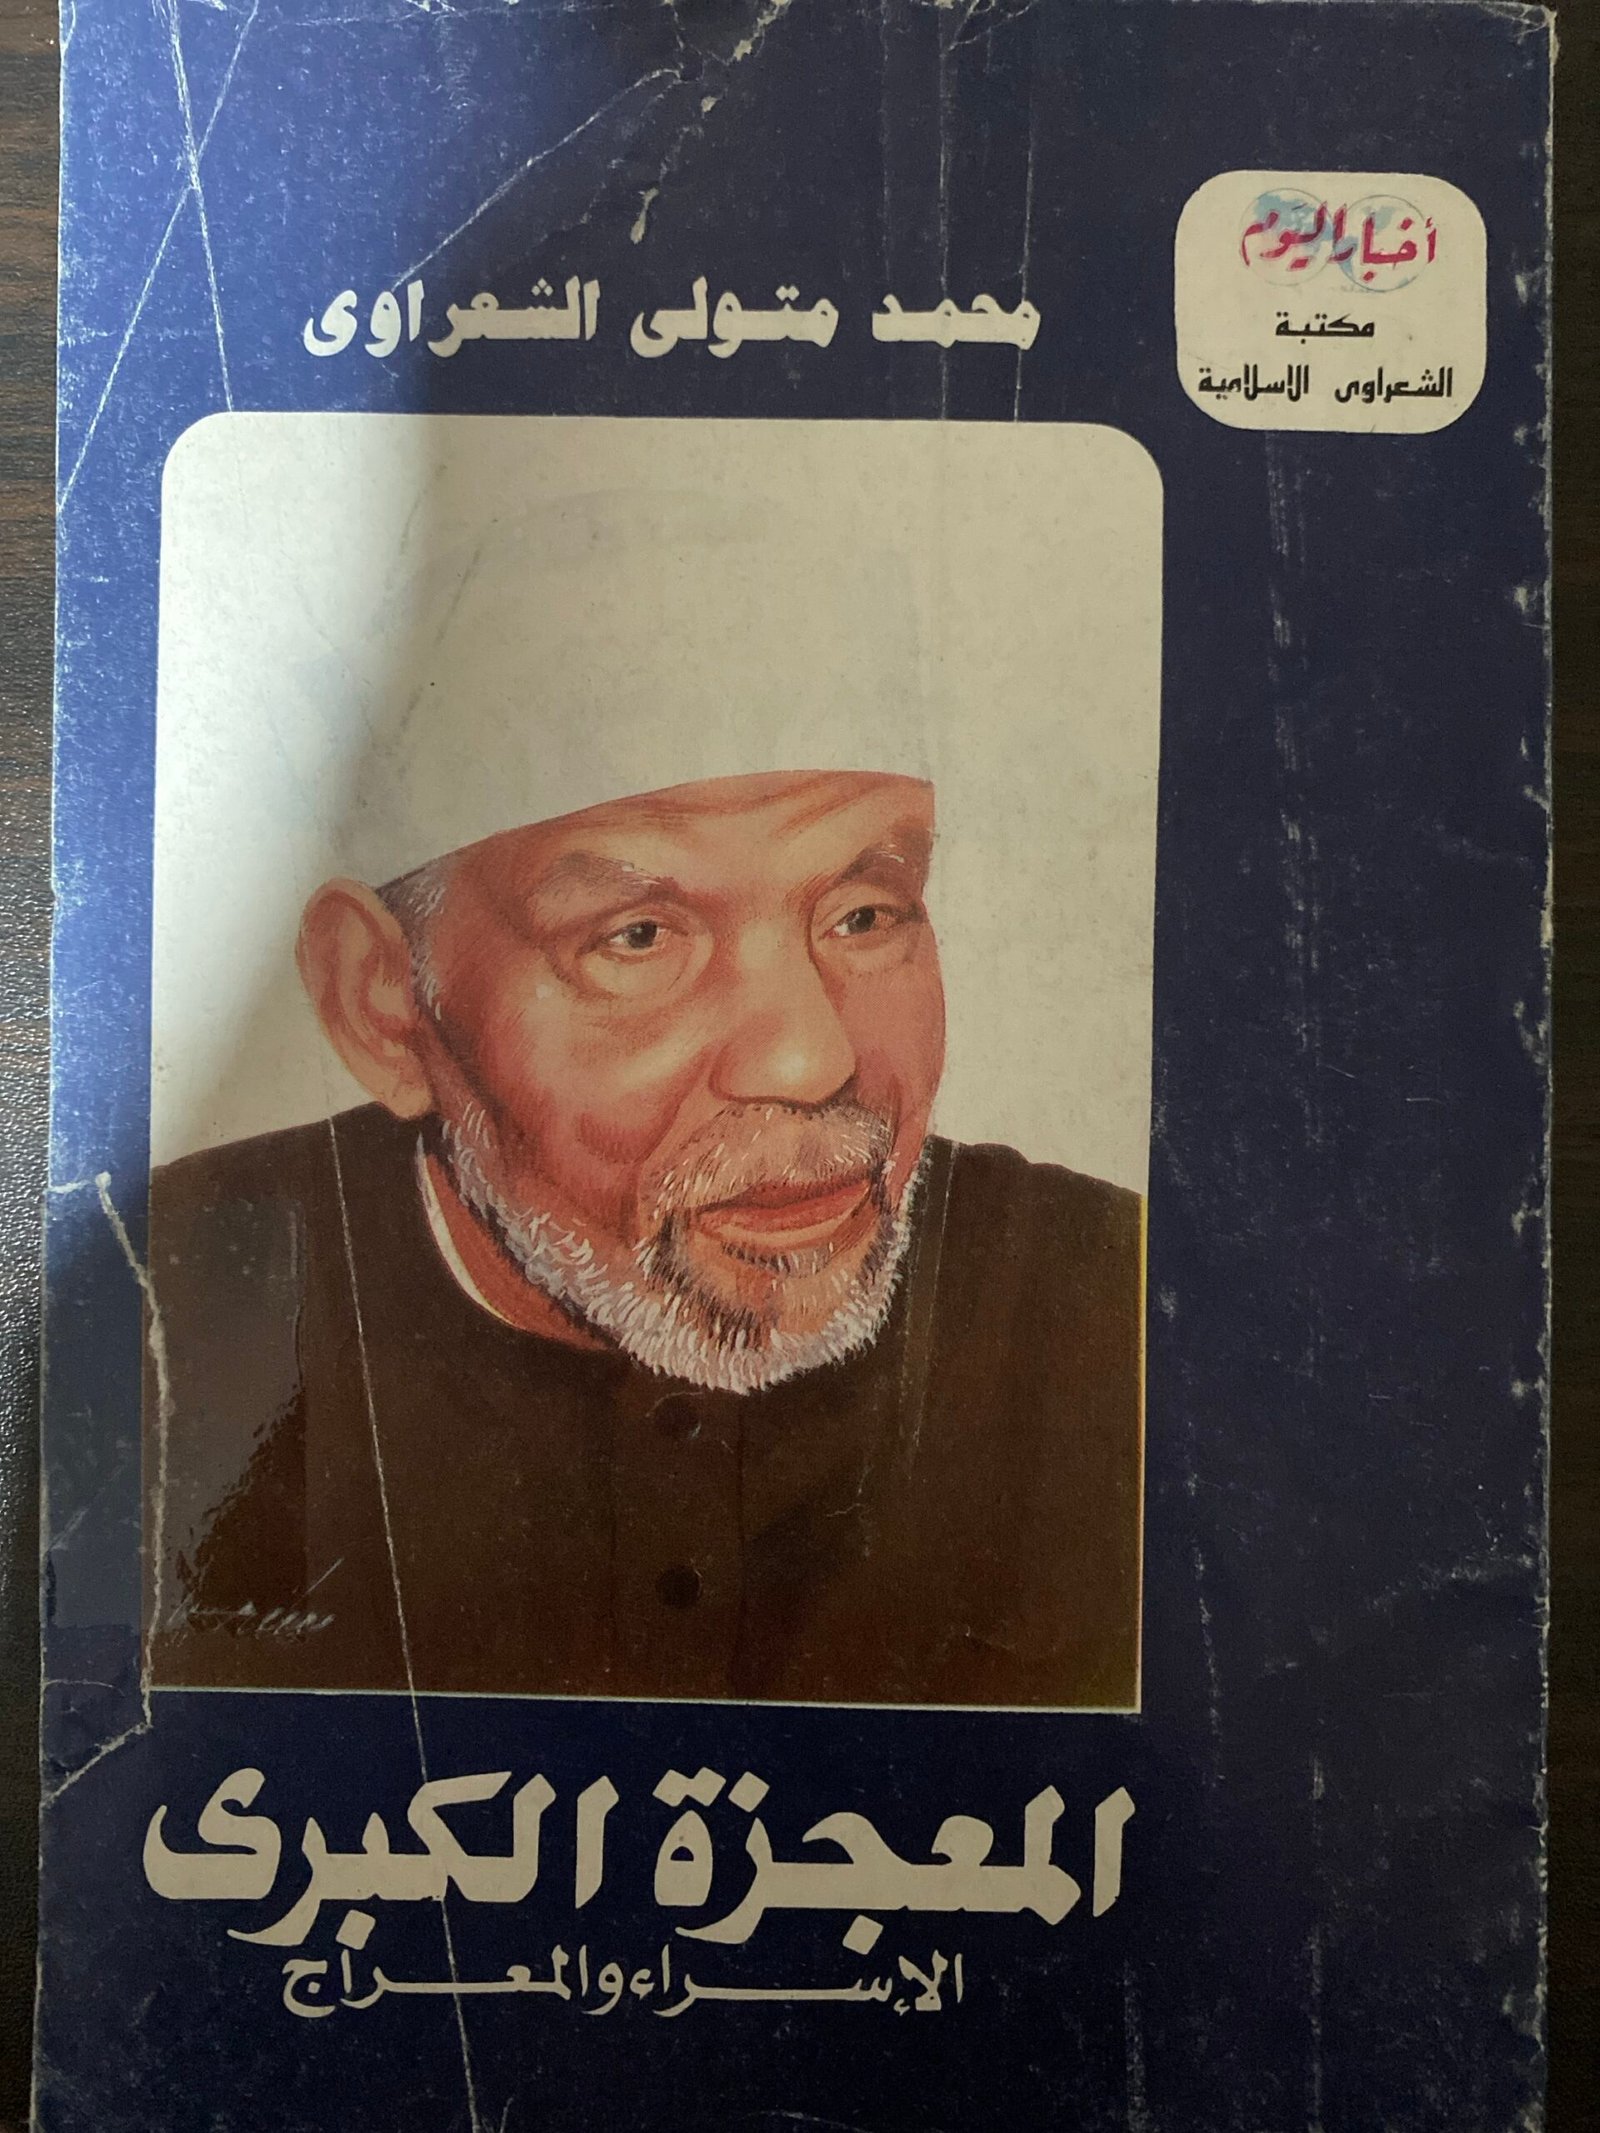 أخبار اليوم
مكتبة
الشعراوى الاسلامية
محمد متولى الشعراوى
المعجزة الكبرى
الإسراء والمعراج